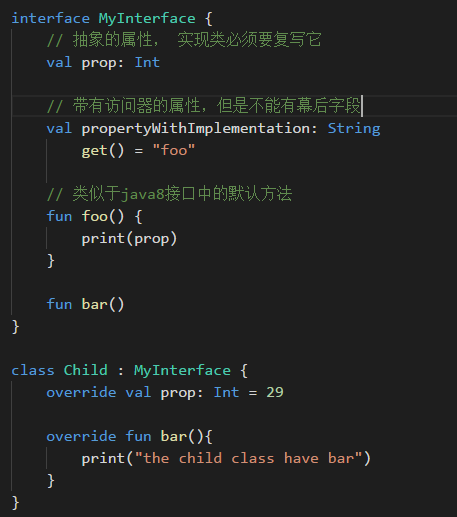 interface MyInterface {
    // 抽象的属性， 实现类必须要复写它
    val prop: Int

    // 带有访问器的属性，但是不能有幕后字段
    val propertyWithImplementation: String
        get() = "foo"

    // 类似于java8接口中的默认方法
    fun foo() {
        print(prop)
    }

    fun bar()
}

class Child : MyInterface {
    override val prop: Int = 29

    override fun bar(){
        print("the child class have bar")
    }
}